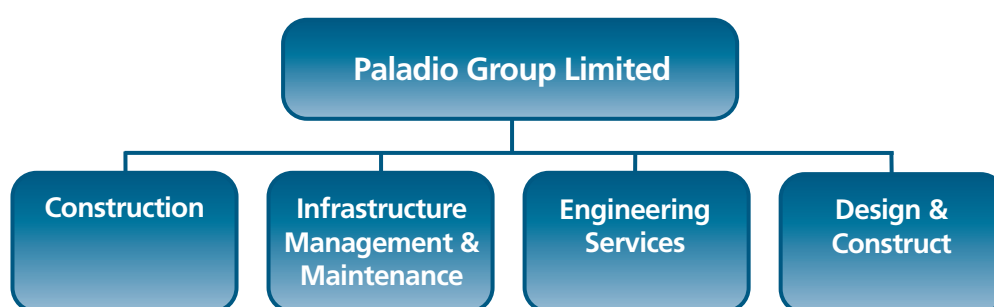 Paladio Group Limited
Construction
Infrastructure
Management &
Maintenance
Engineering
Services
Design &
Construct